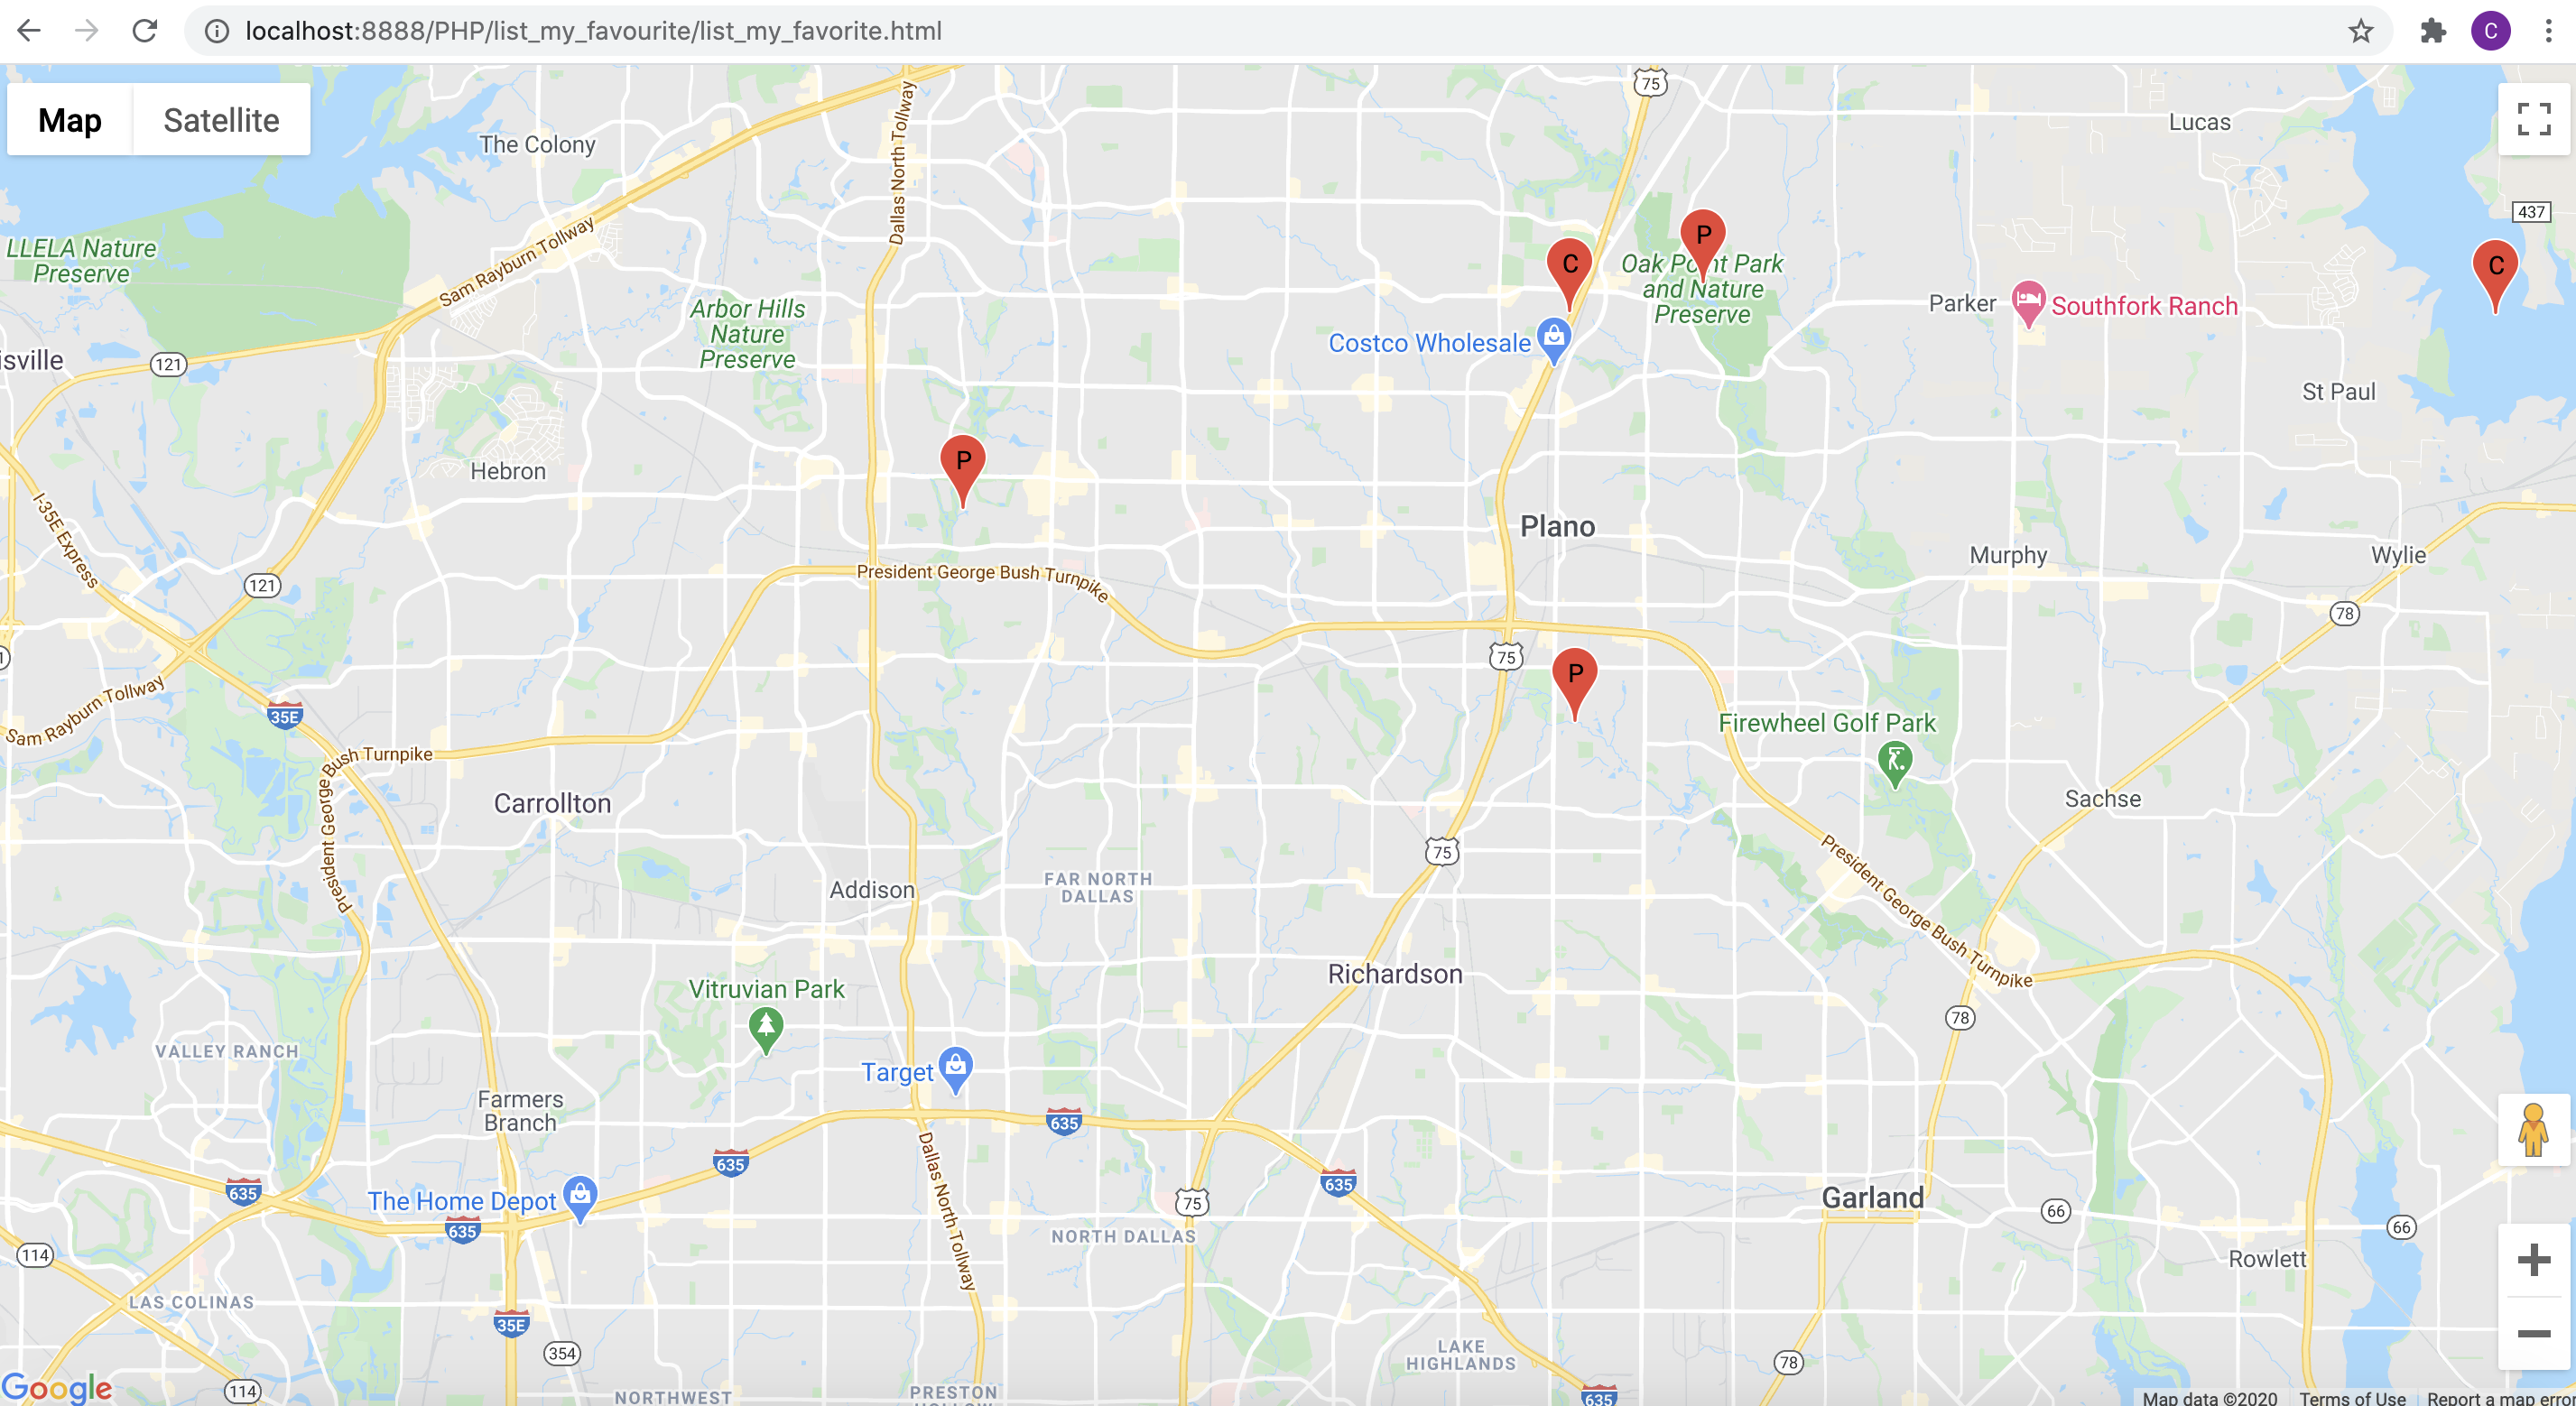 localhost:8888/PHP/list_my_favourite/list_my_favorite.html
C
Map
Satellite
The Colony
Dallas North Tollway
75
Lucas
437
LLELA Nature
Preserve
Sam Rayburn Tollway
P
C
Oak Point Park
and Nature
Preserve
C
Parker
Southfork Ranch
Arbor Hills
Nature
Preserve
Costco Wholesale
isville
121
St Paul
Hebron
P
I-35E Express
Plano
121
President George Bush Turnpike
Murphy
Wylie
78
1
75
P
Sam Rayburn Tollway
35E
Firewheel Golf Park
President George Bush Turnpike
Carrollton
Sachse
75
President George Bush Turnpike
Addison
FAR NORTH
DALLAS
Richardson
Vitruvian Park
78
VALLEY RANCH
Target
Farmers
Branch
635
635
Dallas North Tollway
635
635
The Home Depot
635
75
Garland
66
66
114
NORTH DALLAS
Rowlett
LAS COLINAS
35E
354
LAKE
HIGHLANDS
78
Google
114
NORTHWEST
PRESTON
HOLLOW
635
Map data ©2020
Terms of Use
Report a map error